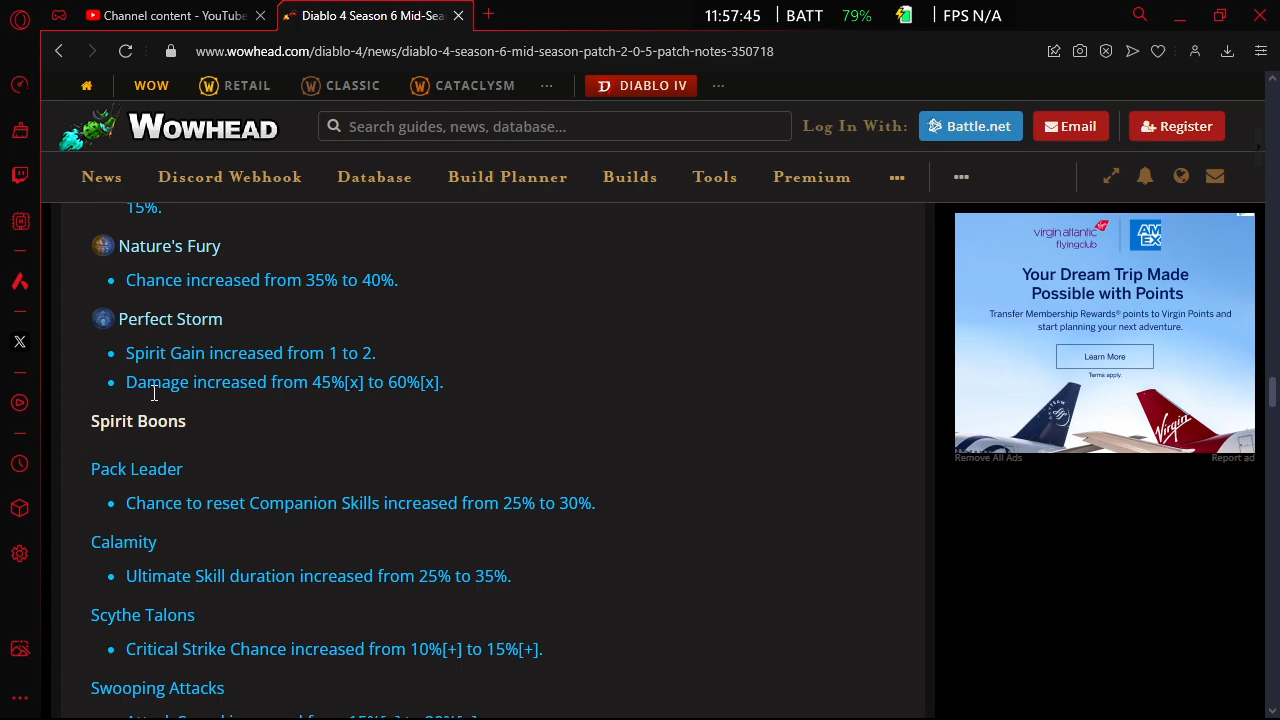 Channel content - YouTube
Diablo 4 Season 6 Mid-Sea
11:57:45
BATT 79%
FPS N/A
www.wowhead.com/diablo-4/news/diablo-4-season-6-mid-season-patch-2-0-5-patch-notes-350718
WOW
RETAIL
CLASSIC
CATACLYSM
...
DIABLO IV
...
WOWHEAD
Search guides, news, database...
Log In With:
Battle.net
Email
Register
News
Discord Webhook
Database
Build Planner
Builds
Tools
Premium
15%.
Nature's Fury
Chance increased from 35% to 40%.
Perfect Storm
Spirit Gain increased from 1 to 2.
Damage increased from 45%[x] to 60%[x].
Spirit Boons
Pack Leader
Chance to reset Companion Skills increased from 25% to 30%.
Calamity
Ultimate Skill duration increased from 25% to 35%.
Scythe Talons
Critical Strike Chance increased from 10%[+] to 15%[+].
Swooping Attacks
virgin atlantic
flyingclub
AM
EX
Your Dream Trip Made
Possible with Points
Transfer Membership Rewards® points to Virgin Points and
start planning your next adventure.
Learn More
Terms apply.
Virgin
Remove All Ads
Report ad